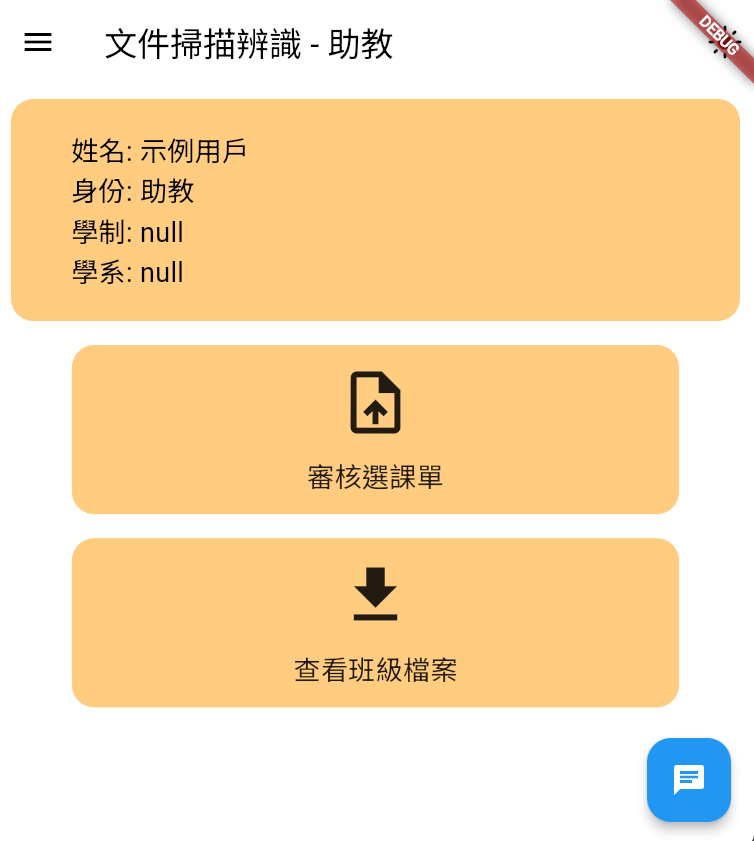 文件掃描辨識 - 助教
DEBUG
姓名: 示例用戶
身份: 助教
學制: null
學系: null
審核選課單
查看班級檔案